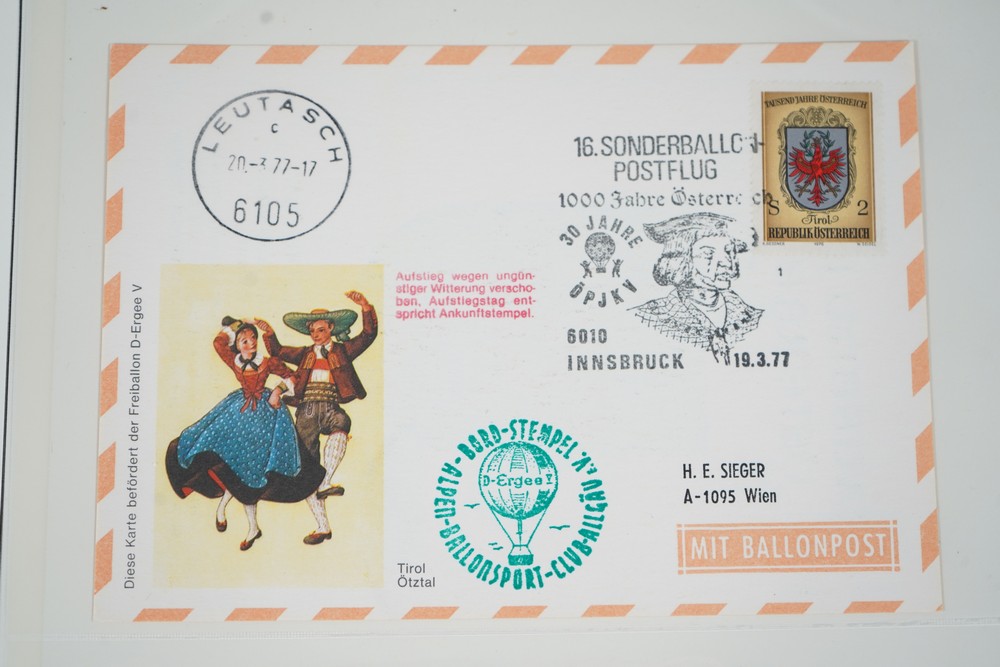 LEUTASCH
c
20.-3.77-17
6105
16. SONDERBALLON-
POSTFLUG
1000 Jahre Österreich
30 JAHRE
ÖPJKV
6010
INNSBRUCK 19.3.77
TAUSEND JAHRE ÖSTERREICH
S 2
Tirol
REPUBLIK ÖSTERREICH
1
Aufstieg wegen ungün-
stiger Witterung verscho-
ben. Aufstiegstag ent-
spricht Ankunftstempel.
Diese Karte befördert der Freiballon D-Ergee V
Tirol
Ötztal
BORD-STEMPEL "A"
ALPEN-BALLONSPORT-CLUB-ALLGÄU
D-Ergee V
H. E. SIEGER
A-1095 Wien
MIT BALLONPOST